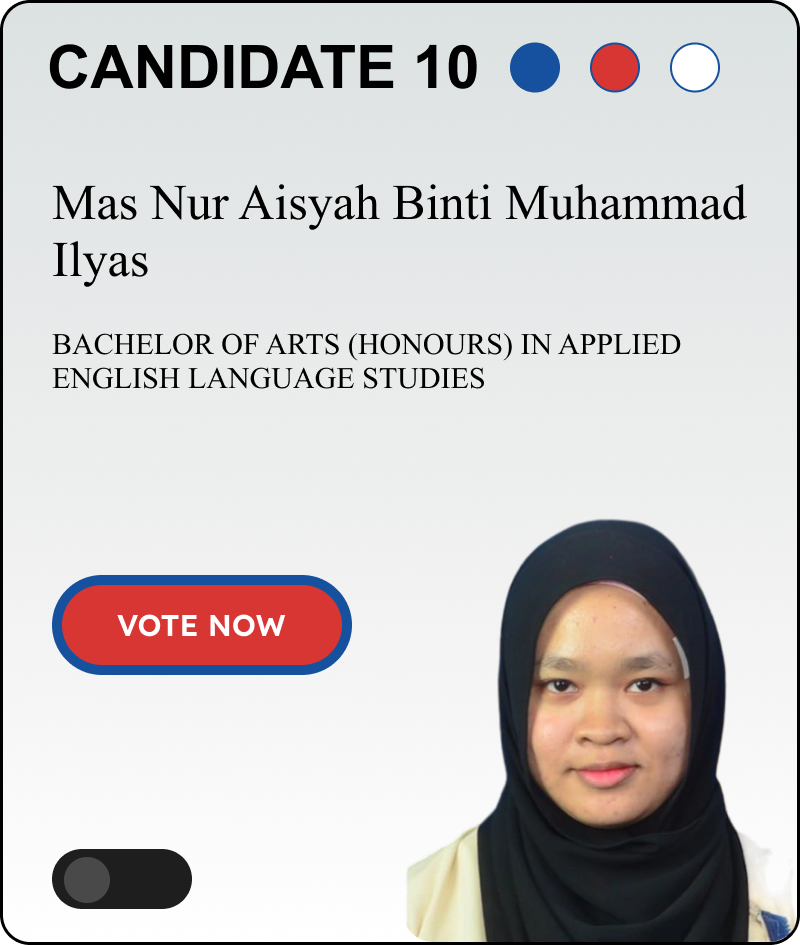 CANDIDATE 10
Mas Nur Aisyah Binti Muhammad
Ilyas
BACHELOR OF ARTS (HONOURS) IN APPLIED
ENGLISH LANGUAGE STUDIES
VOTE NOW